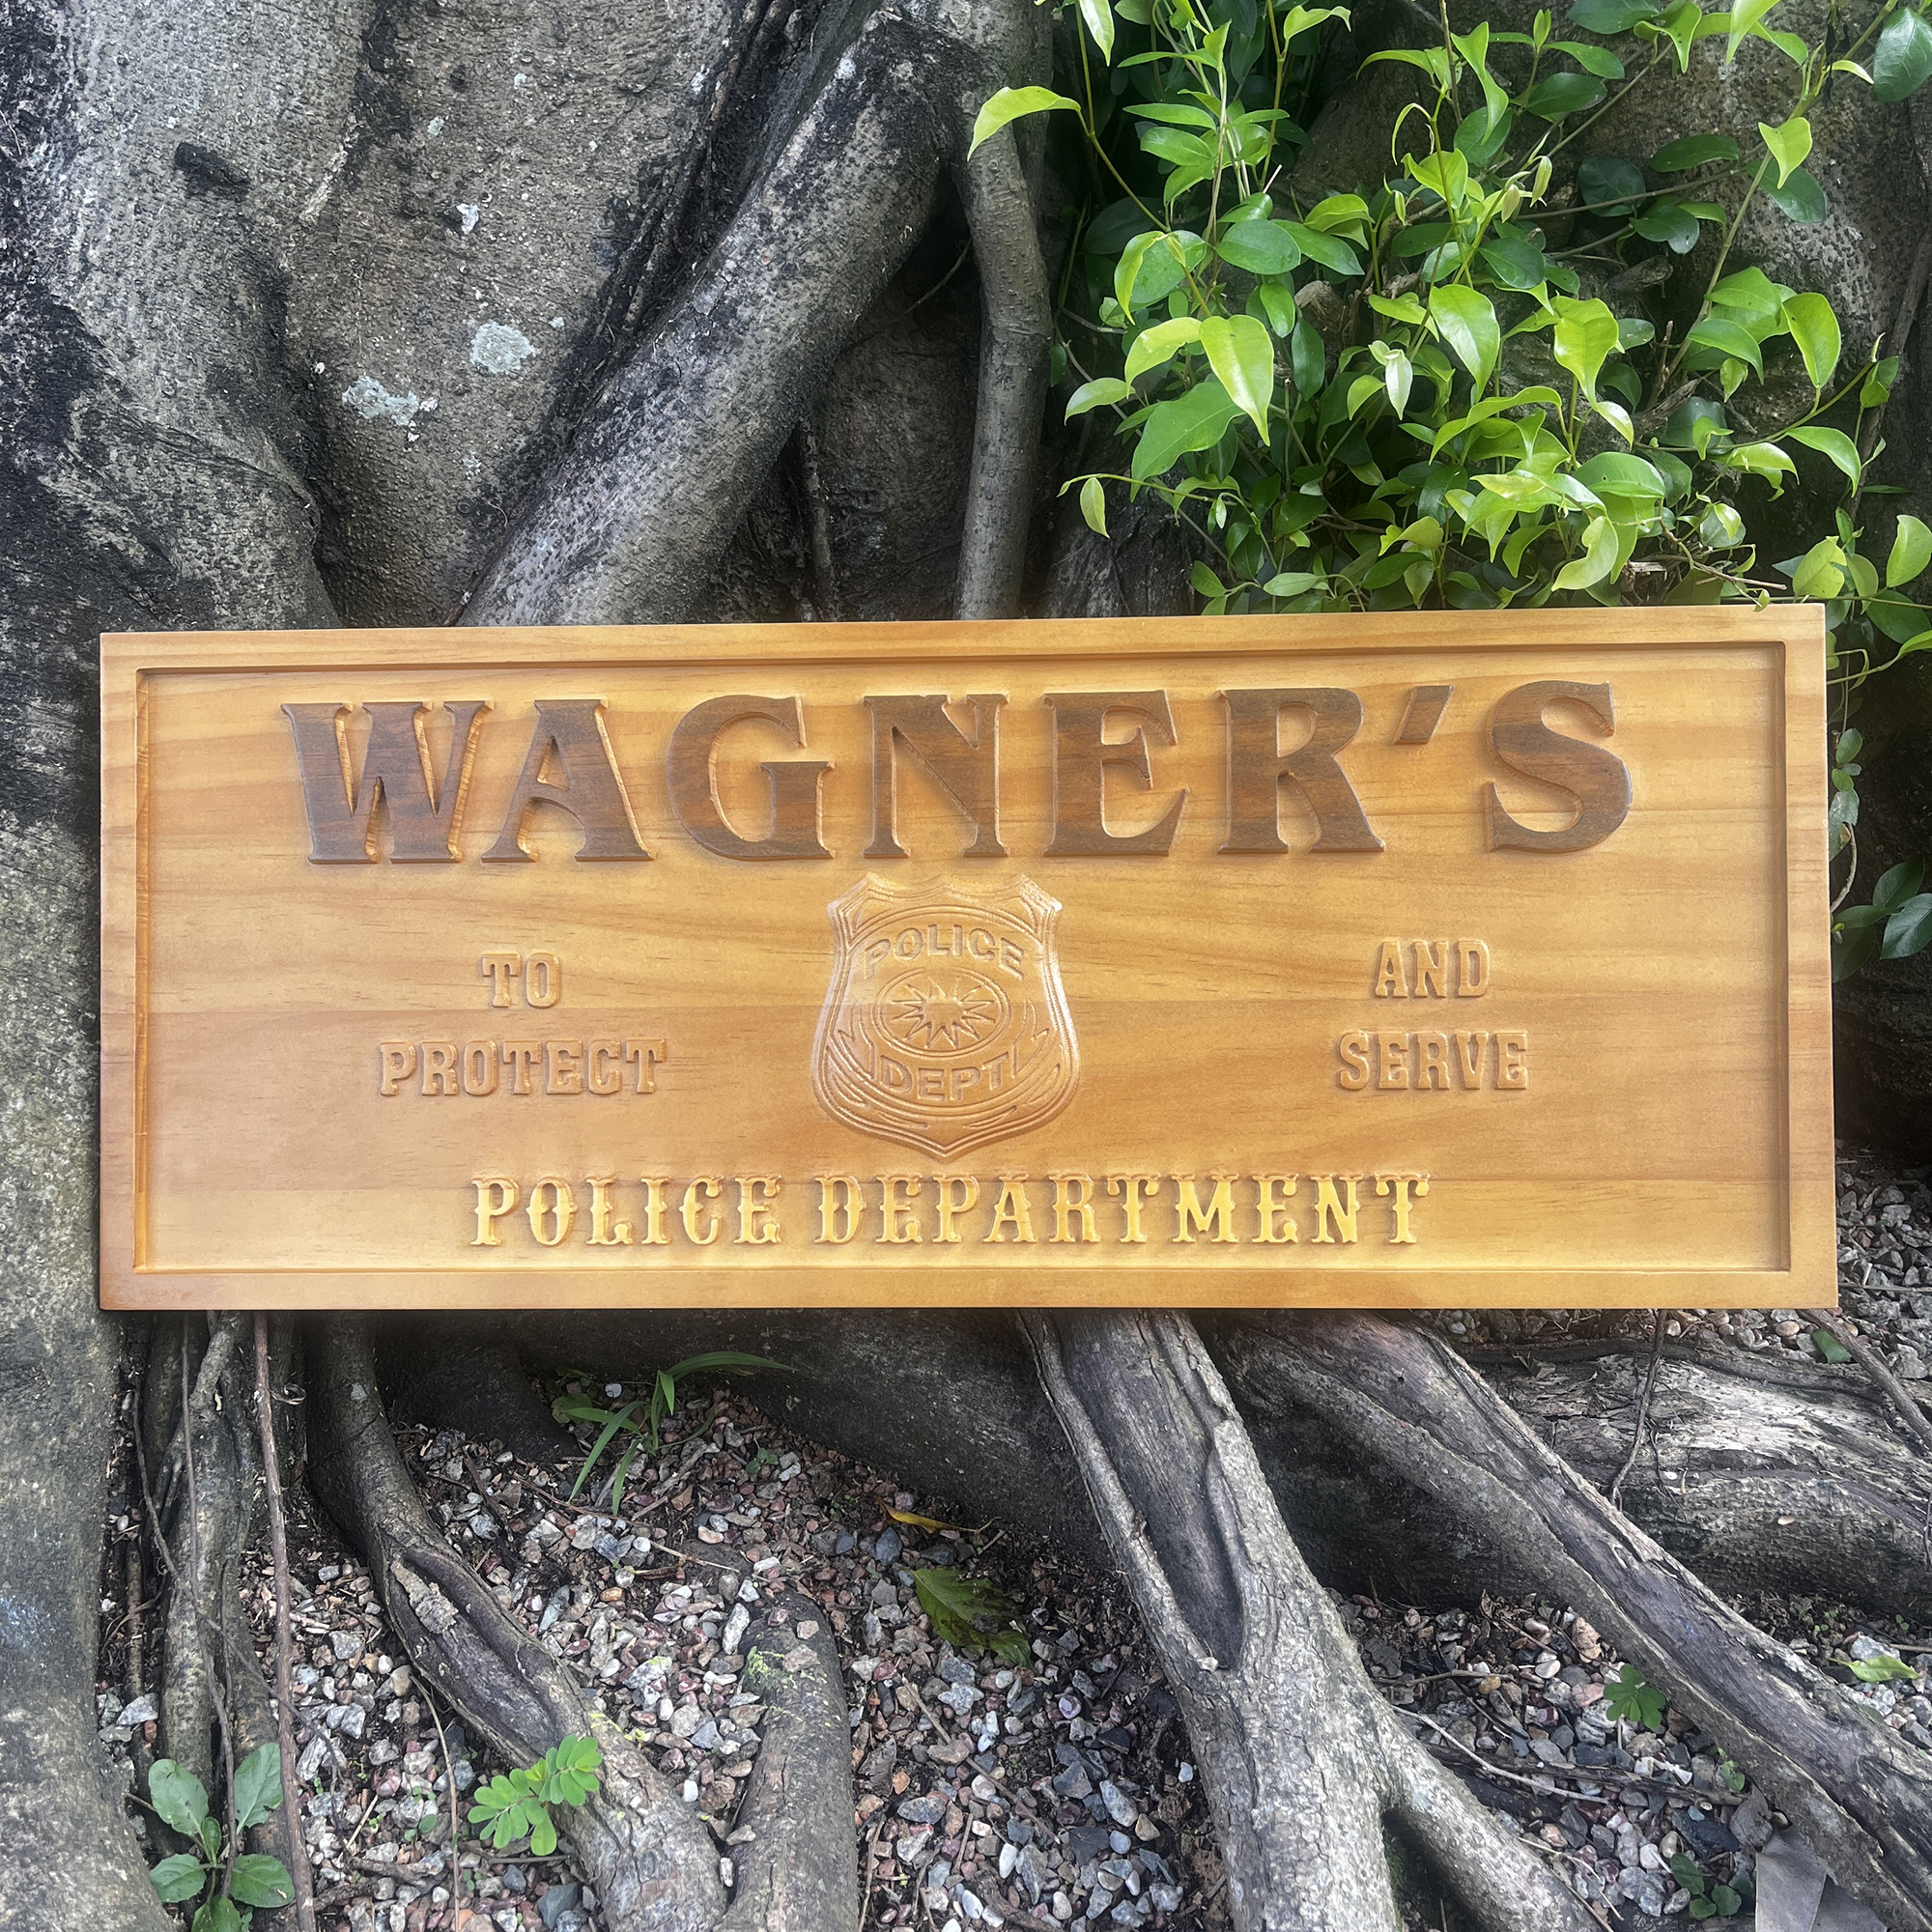 WAGNER'S
TO
PROTECT
POLICE
DEPT
AND
SERVE
POLICE DEPARTMENT